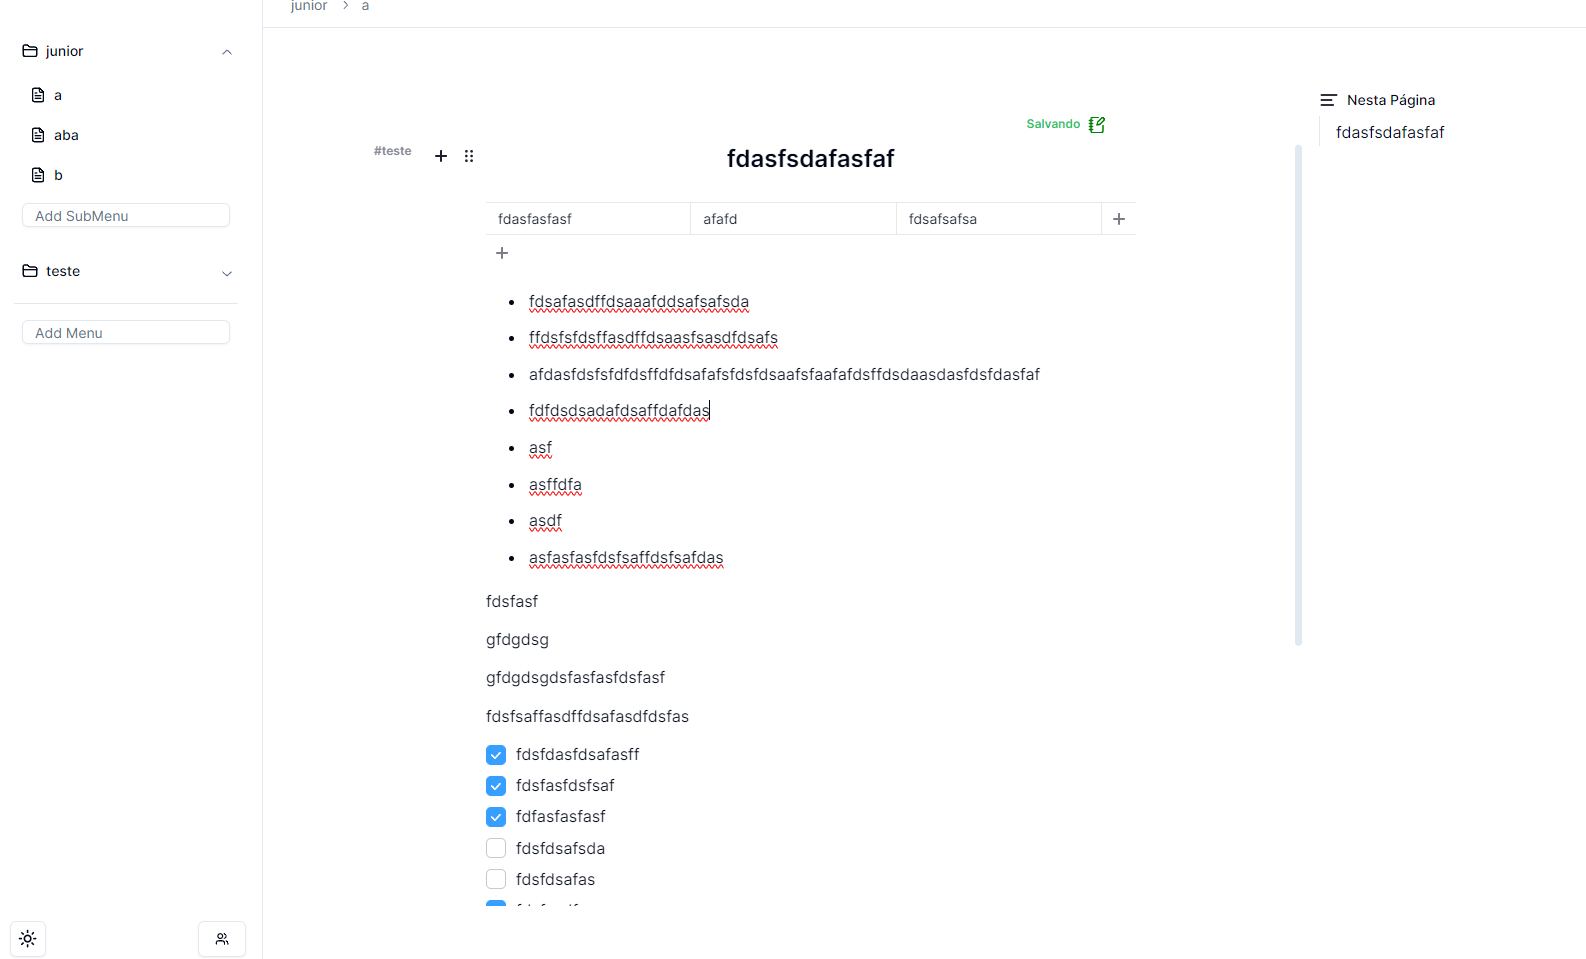 junior > a
junior
a
aba
b
Add SubMenu
teste
Add Menu
Salvando
#teste
fdasfsdafasfaf
fdasfasfasf afafd fdsafsafsa
fdsafasdffdsaaafddsafsafsda
ffdsfsfdsffasdffdsaasfsasdfdsafs
afdasfdsfsfdfdsffdfdsafafsfdsfdsaafsfaafafdsffdsdaasdasfdsfdasfaf
fdfdsdsadafdsaffdafdas
asf
asffdfa
asdf
asfasfasfdsfsaffdsfsafdas
fdsfasf
gfdgdsg
gfdgdsgdsfasfasfdsfasf
fdsfsaffasdffdsafasdfdsfas
fdsfdasfdsafasff
fdsfasfdsfsaf
fdfasfasfasf
fdsfdsafsda
fdsfdsafas
Nesta Página
fdasfsdafasfaf